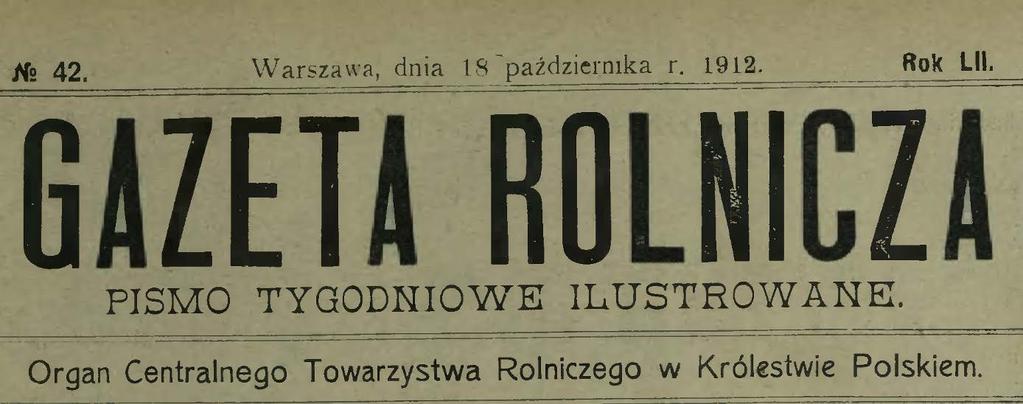 № 42. Warszawa, dnia 18 października r. 1912. Rok LII.
GAZETA ROLNICZA
PISMO TYGODNIOWE ILUSTROWANE.
Organ Centralnego Towarzystwa Rolniczego w Królestwie Polskiem.